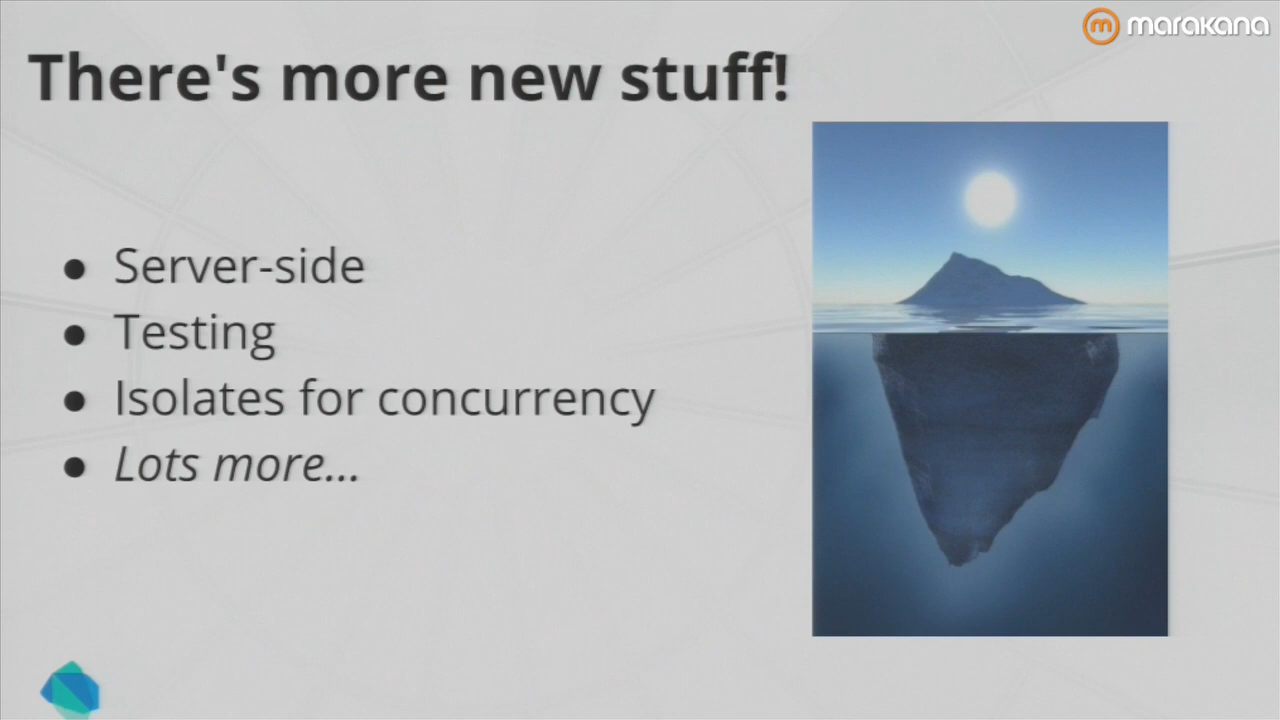 marakana
There's more new stuff!
● Server-side
● Testing
● Isolates for concurrency
● Lots more...